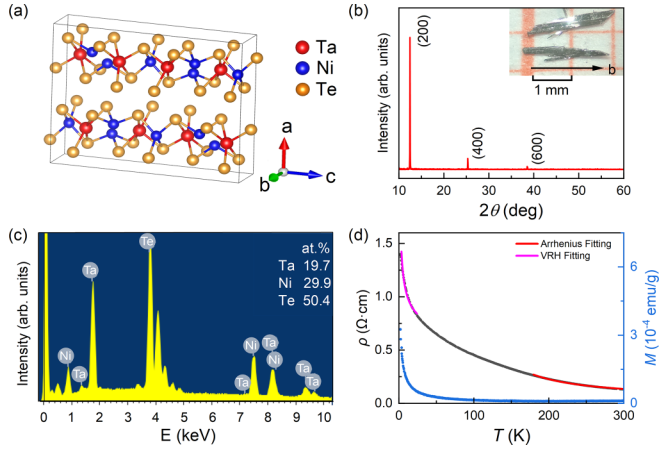 (a)
Ta
Ni
Te
a
b
c
(b)
Intensity (arb. units)
(200)
(400)
(600)
b
1 mm
10 20 30 40 50 60
2θ (deg)
(c)
Intensity (arb. units)
Ni
Ta
Ta
Te
Ta
Ni
Ta
Ni
Ta
Ta
at.%
Ta 19.7
Ni 29.9
Te 50.4
0 1 2 3 4 5 6 7 8 9 10
E (keV)
(d)
ρ (Ω·cm)
1.5
1.0
0.5
0.0
Arrhenius Fitting
VRH Fitting
6
3
0
M (10⁻⁴ emu/g)
0 100 200 300
T (K)